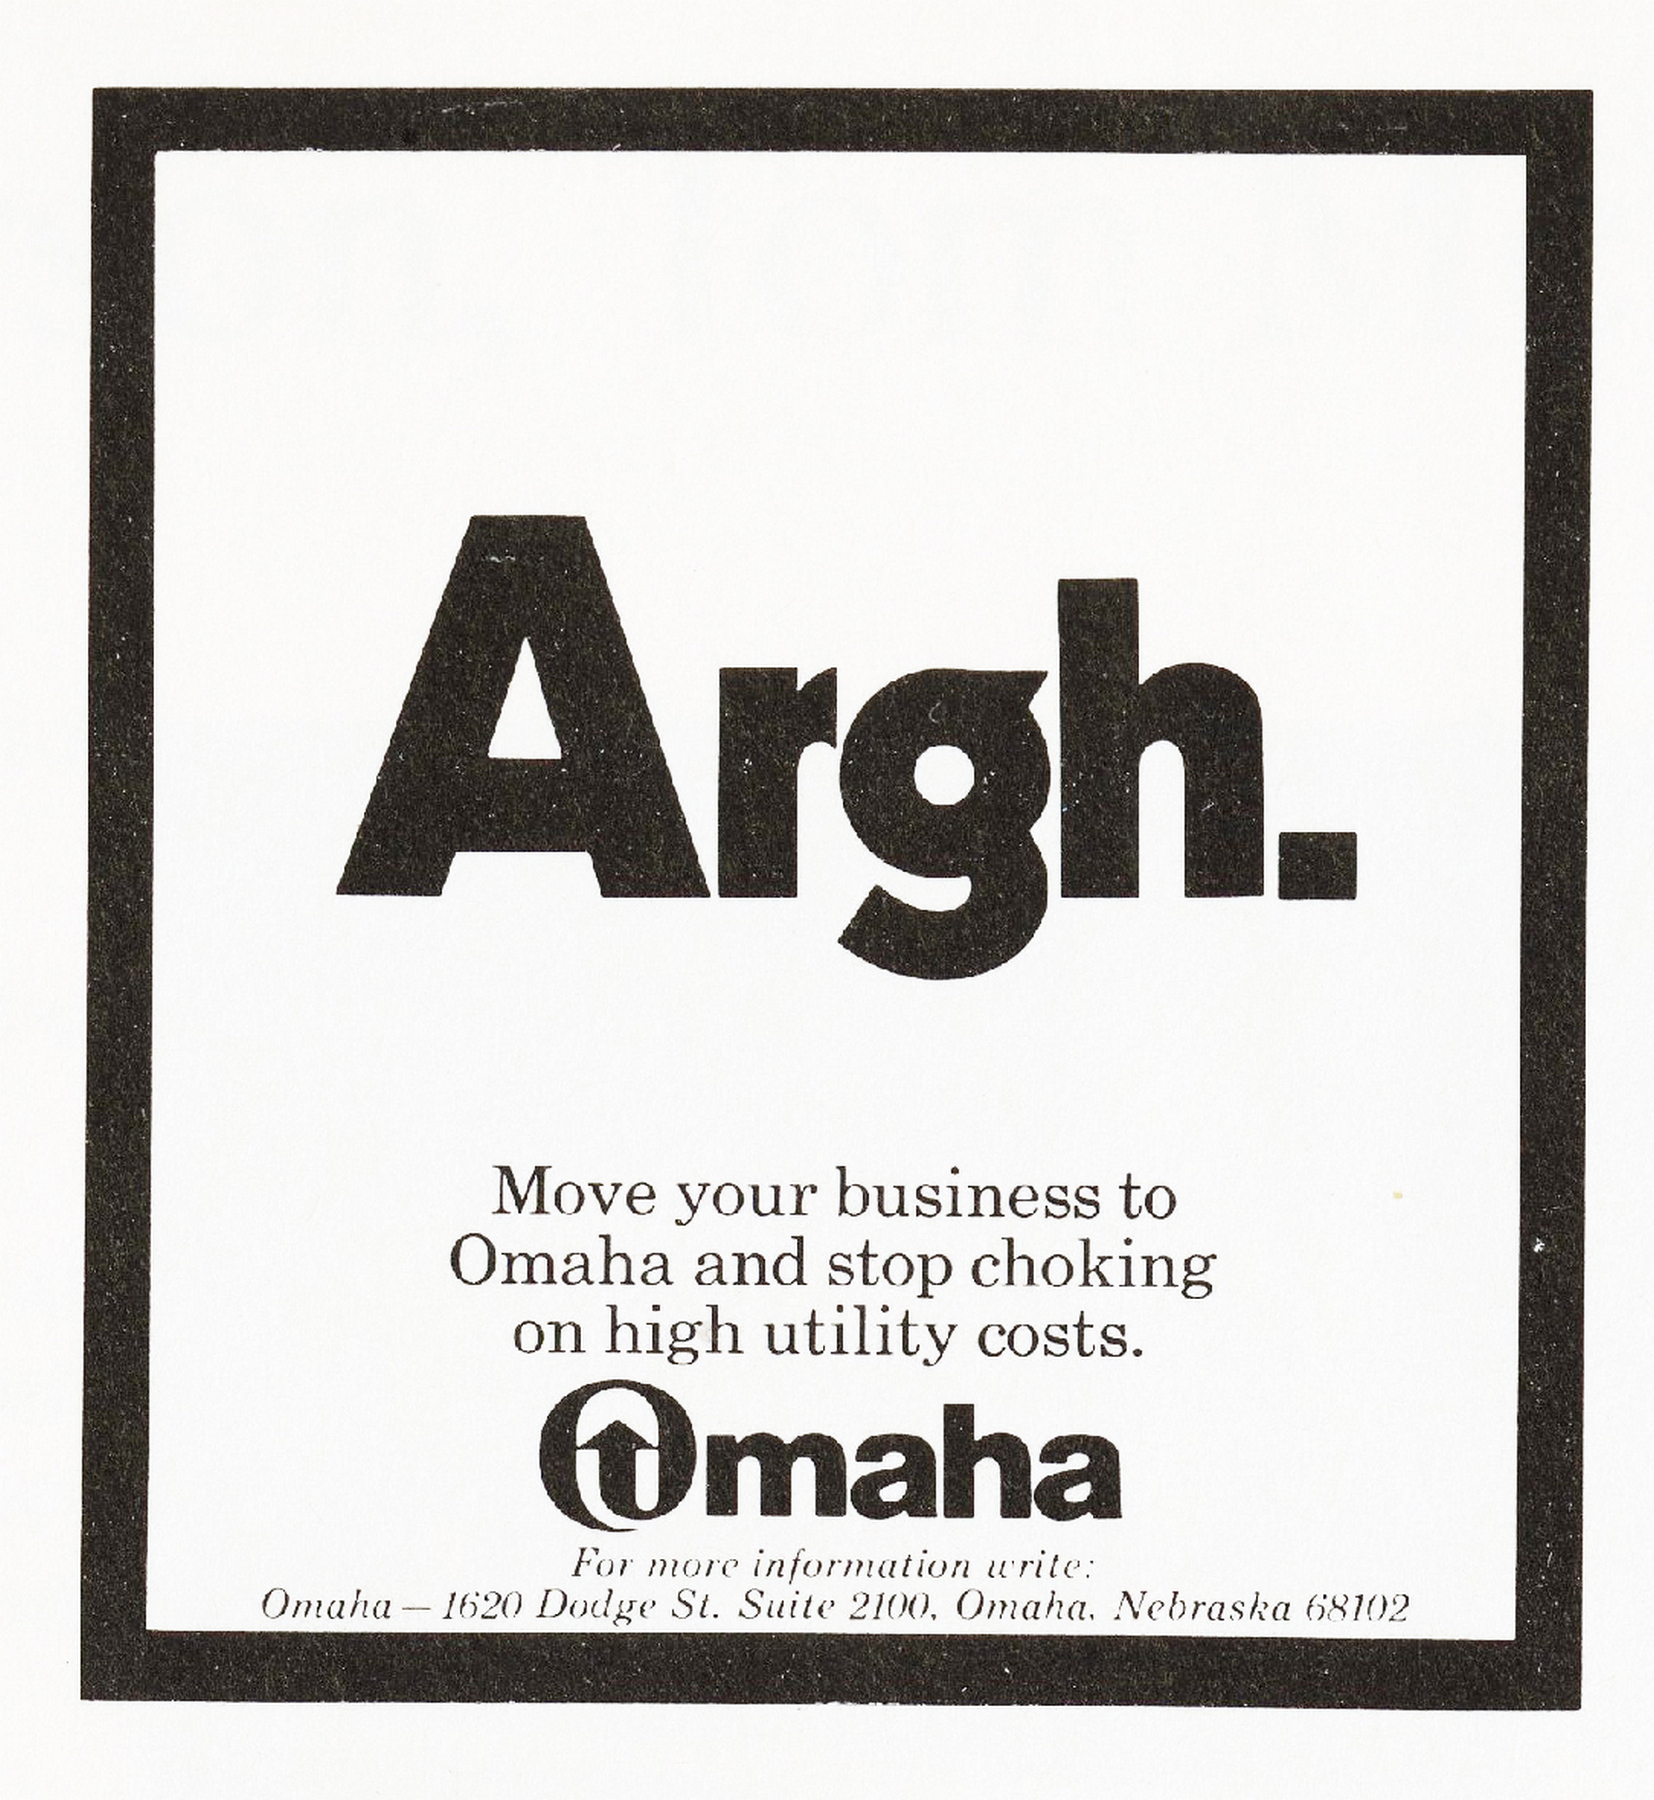 Argh.
Move your business to
Omaha and stop choking
on high utility costs.
Omaha
For more information write:
Omaha — 1620 Dodge St. Suite 2100, Omaha, Nebraska 68102